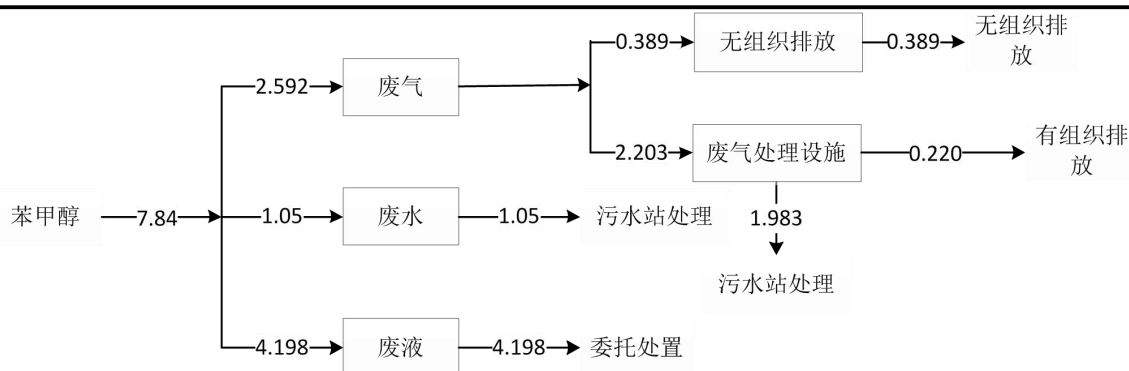 0.389
无组织排放
0.389
无组织排
放
2.592
废气
2.203
废气处理设施
0.220
有组织排
放
苯甲醇
7.84
1.05
废水
1.05
污水站处理
1.983
污水站处理
4.198
废液
4.198
委托处置